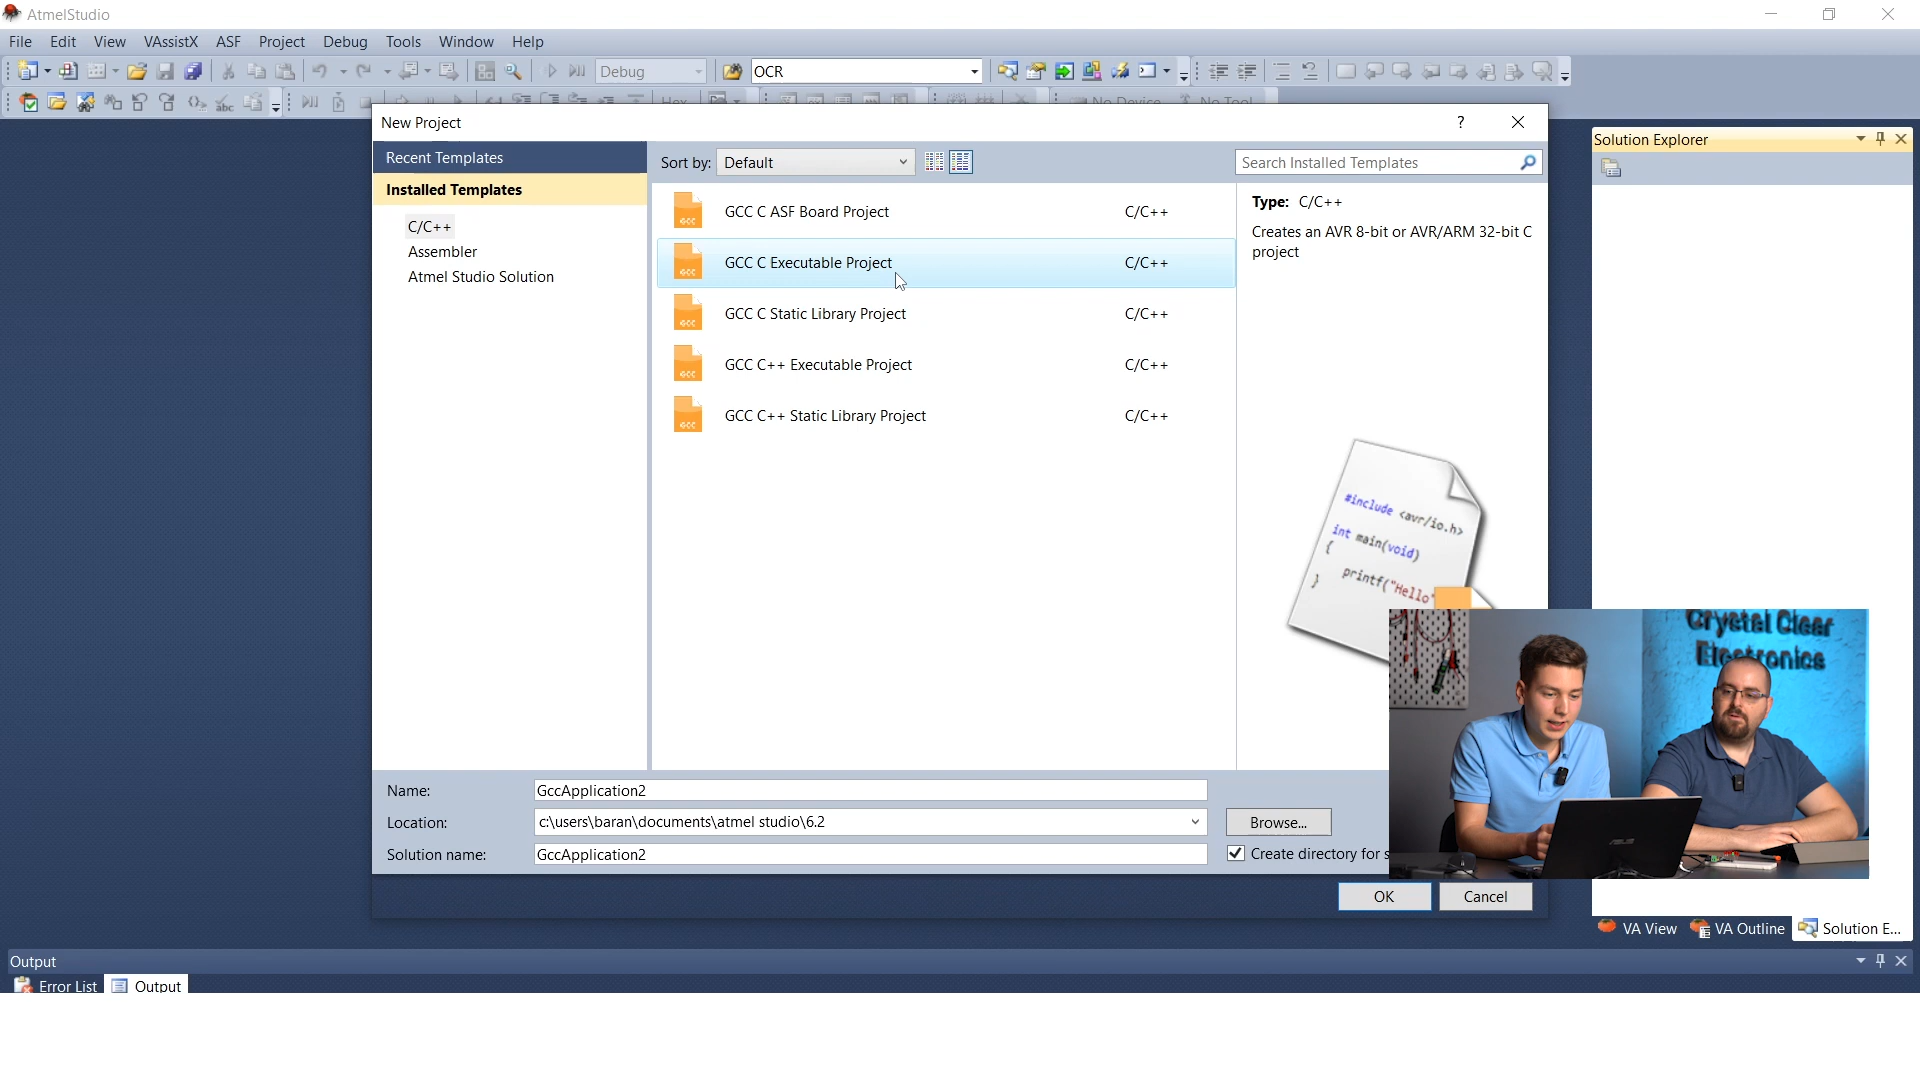 AtmelStudio
File Edit View VAssistX ASF Project Debug Tools Window Help
Debug
OCR
Hex
No Device
No Tool
New Project
?
Recent Templates
Installed Templates
C/C++
Assembler
Atmel Studio Solution
Sort by: Default
Search Installed Templates
GCC C ASF Board Project C/C++
GCC C Executable Project C/C++
GCC C Static Library Project C/C++
GCC C++ Executable Project C/C++
GCC C++ Static Library Project C/C++
Type: C/C++
Creates an AVR 8-bit or AVR/ARM 32-bit C
project
#include <avr/io.h>
int main(void)
{
printf("Hello"
}
Name: GccApplication2
Location: c:\users\baran\documents\atmel studio\6.2
Browse...
Solution name: GccApplication2
Create directory for s
OK Cancel
Solution Explorer
Crystal Clear
Electronics
VA View VA Outline Solution E...
Output
Error List Output